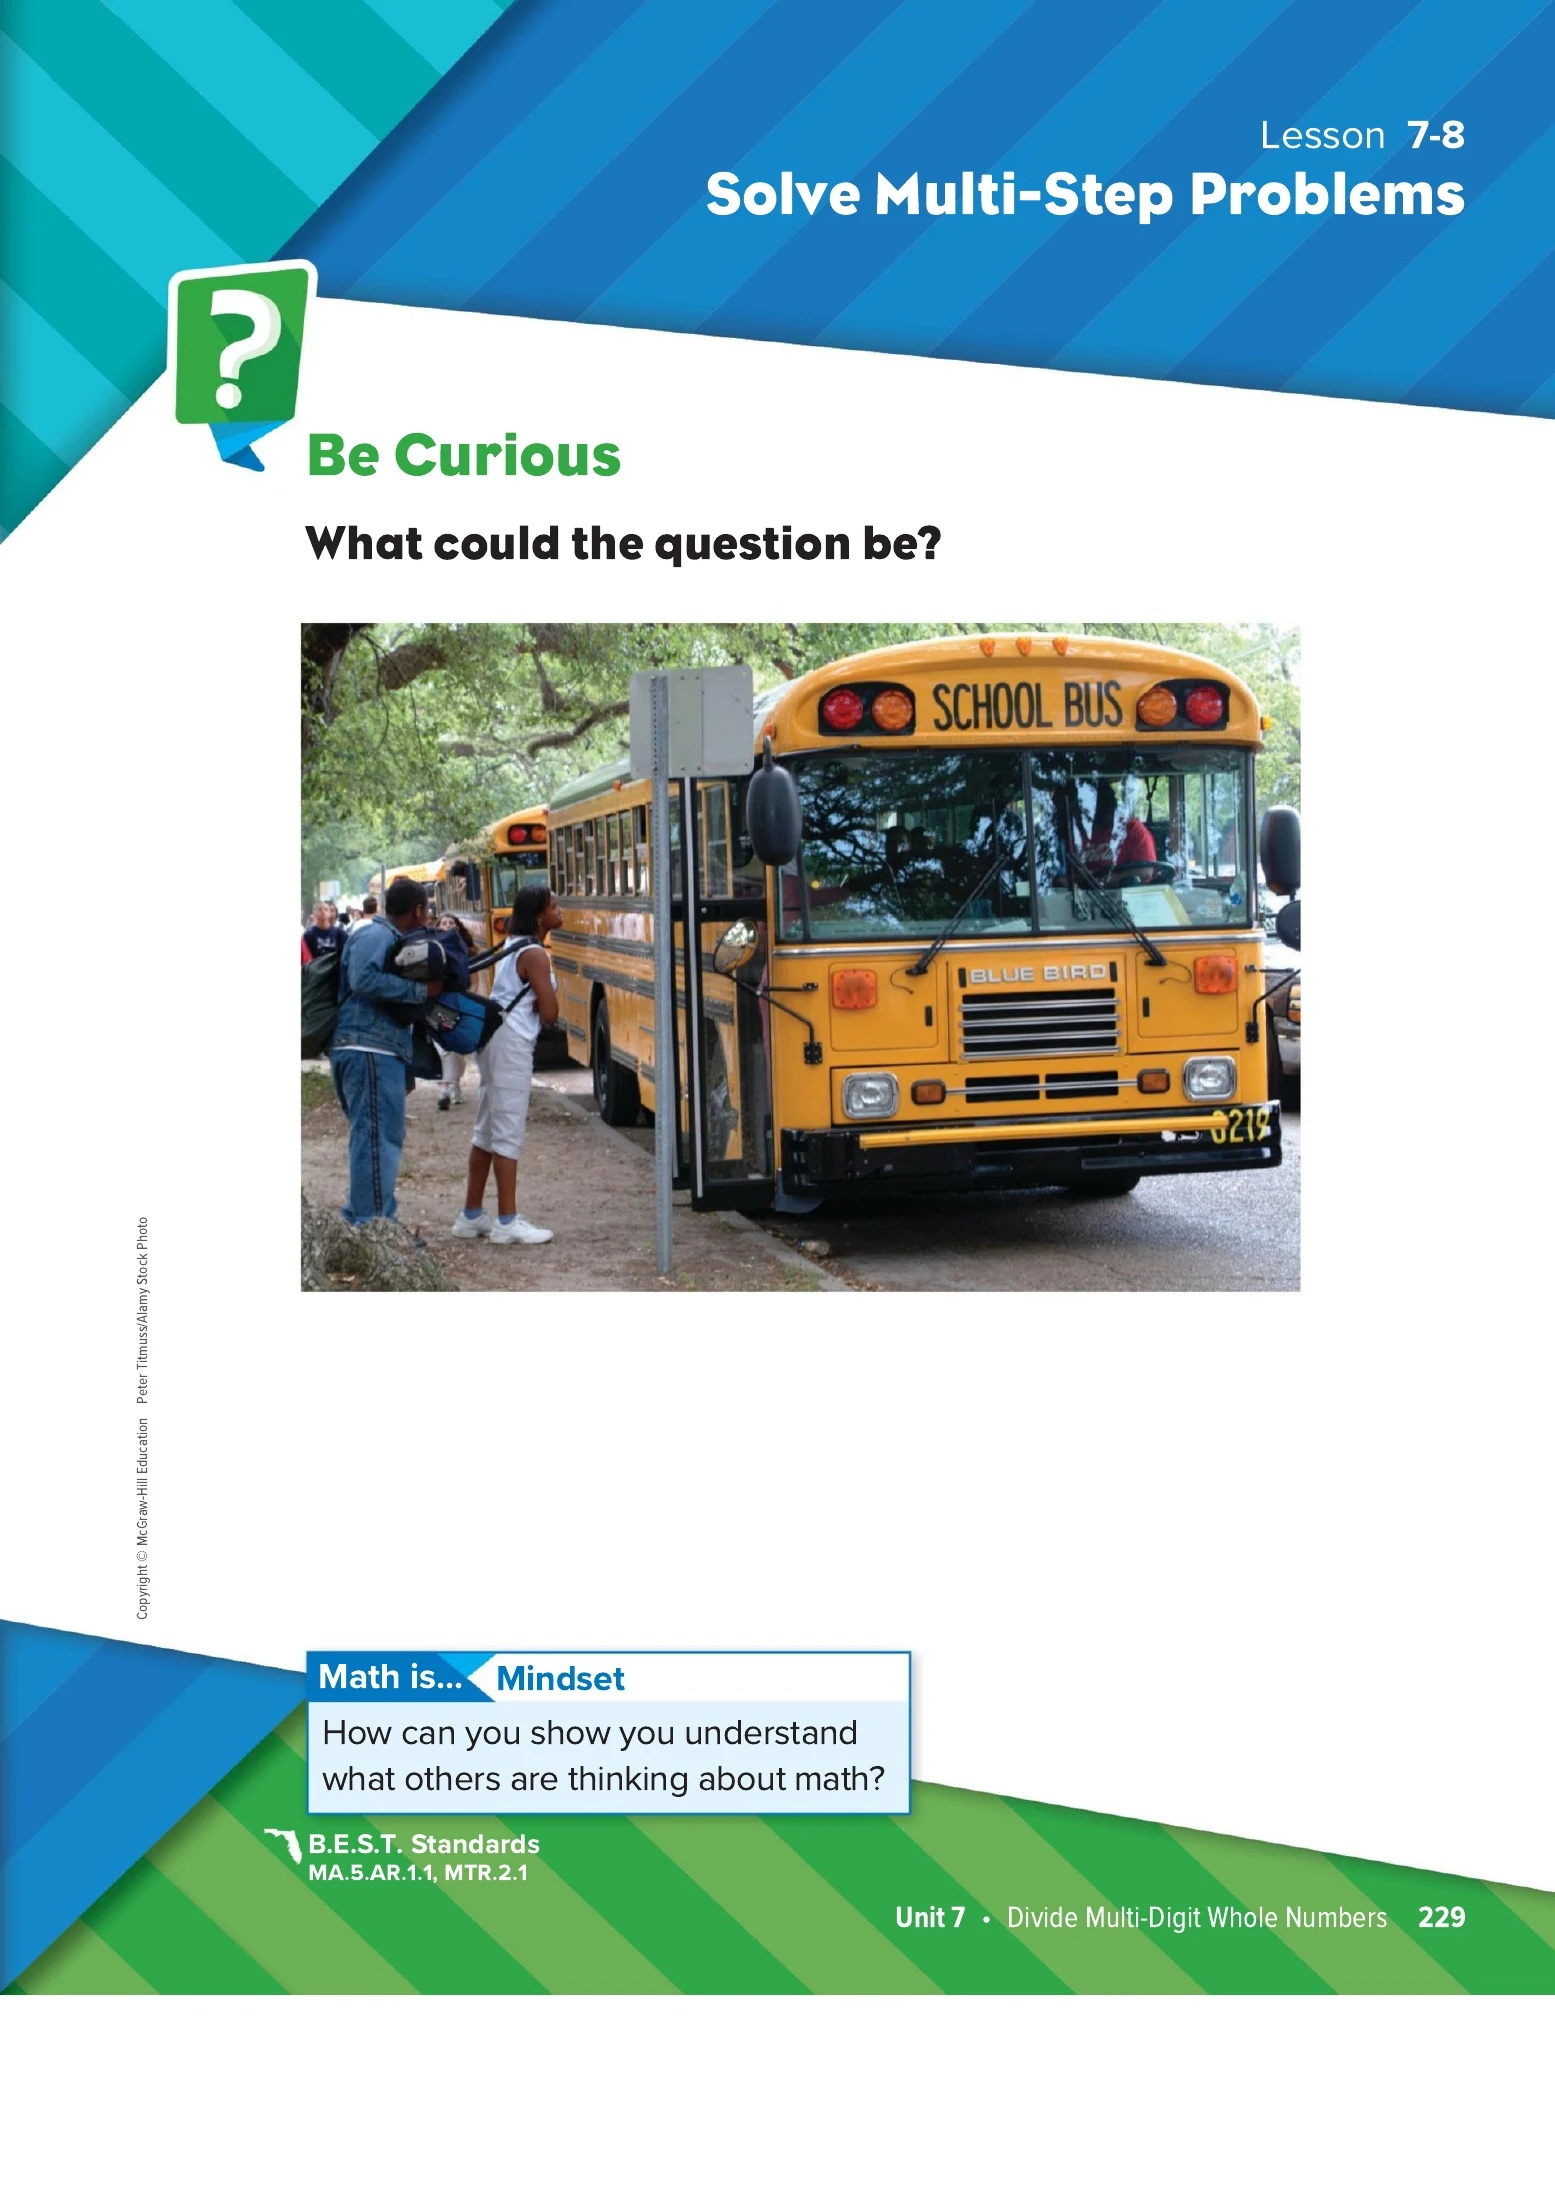 Lesson 7-8
Solve Multi-Step Problems
?
Be Curious
What could the question be?
SCHOOL BUS
BLUE BIRD
0219
Copyright © McGraw-Hill Education   Peter Titmuss/Alamy Stock Photo
Math is... Mindset
How can you show you understand
what others are thinking about math?
B.E.S.T. Standards
MA.5.AR.1.1, MTR.2.1
Unit 7 • Divide Multi-Digit Whole Numbers 229